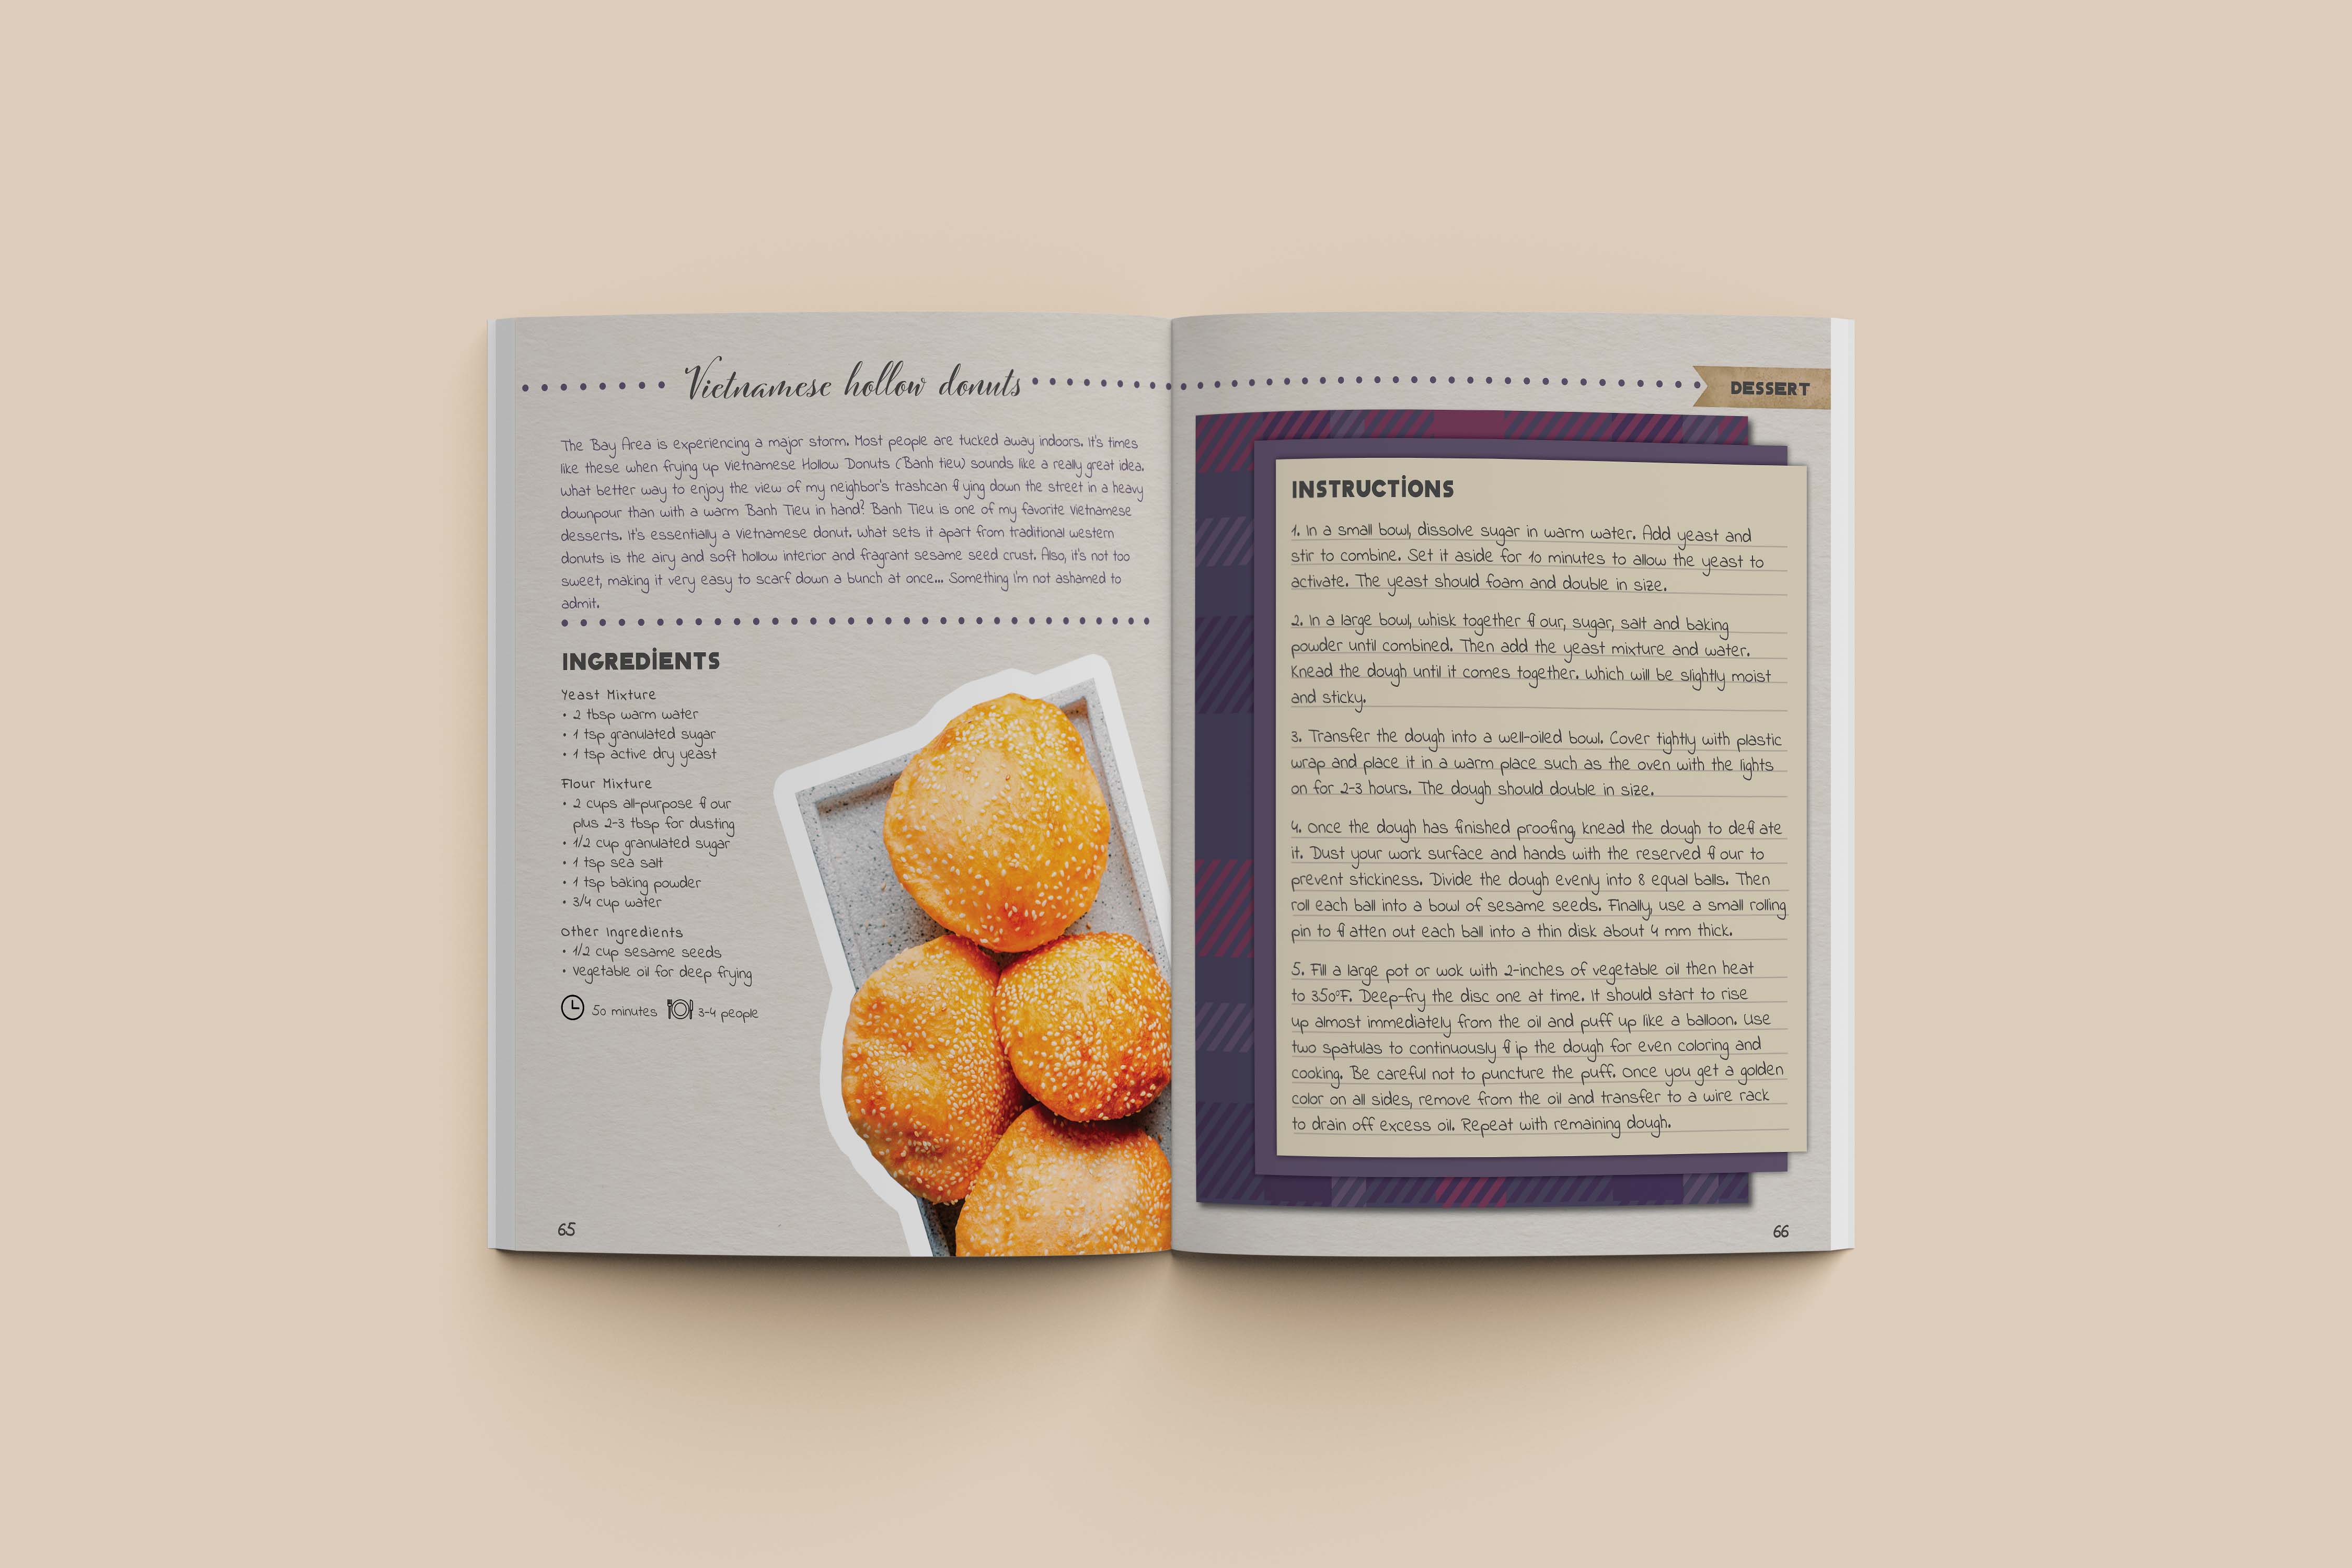 Vietnamese hollow donuts
The Bay Area is experiencing a major storm. Most people are tucked away indoors. It's times
like these when frying up Vietnamese Hollow Donuts (Banh tieu) sounds like a really great idea.
What better way to enjoy the view of my neighbor's trashcan fl ying down the street in a heavy
downpour than with a warm Banh Tieu in hand? Banh Tieu is one of my favorite Vietnamese
desserts. It's essentially a Vietnamese donut. What sets it apart from traditional western
donuts is the airy and soft hollow interior and fragrant sesame seed crust. Also, it's not too
sweet, making it very easy to scarf down a bunch at once... Something I'm not ashamed to
admit.
INGREDIENTS
Yeast Mixture
• 2 tbsp warm water
• 1 tsp granulated sugar
• 1 tsp active dry yeast
Flour Mixture
• 2 cups all-purpose fl our
plus 2-3 tbsp for dusting
• 1/2 cup granulated sugar
• 1 tsp sea salt
• 1 tsp baking powder
• 3/4 cup water
Other Ingredients
• 1/2 cup sesame seeds
• Vegetable oil for deep frying
50 minutes 3-4 people
65
DESSERT
INSTRUCTIONS
1. In a small bowl, dissolve sugar in warm water. Add yeast and
stir to combine. Set it aside for 10 minutes to allow the yeast to
activate. The yeast should foam and double in size.
2. In a large bowl, whisk together fl our, sugar, salt and baking
powder until combined. Then add the yeast mixture and water.
Knead the dough until it comes together. Which will be slightly moist
and sticky.
3. Transfer the dough into a well-oiled bowl. Cover tightly with plastic
wrap and place it in a warm place such as the oven with the lights
on for 2-3 hours. The dough should double in size.
4. Once the dough has finished proofing, knead the dough to defl ate
it. Dust your work surface and hands with the reserved fl our to
prevent stickiness. Divide the dough evenly into 8 equal balls. Then
roll each ball into a bowl of sesame seeds. Finally, use a small rolling
pin to fl atten out each ball into a thin disk about 4 mm thick.
5. Fill a large pot or wok with 2-inches of vegetable oil then heat
to 350°F. Deep-fry the disc one at time. It should start to rise
up almost immediately from the oil and puff up like a balloon. Use
two spatulas to continuously fl ip the dough for even coloring and
cooking. Be careful not to puncture the puff. Once you get a golden
color on all sides, remove from the oil and transfer to a wire rack
to drain off excess oil. Repeat with remaining dough.
66